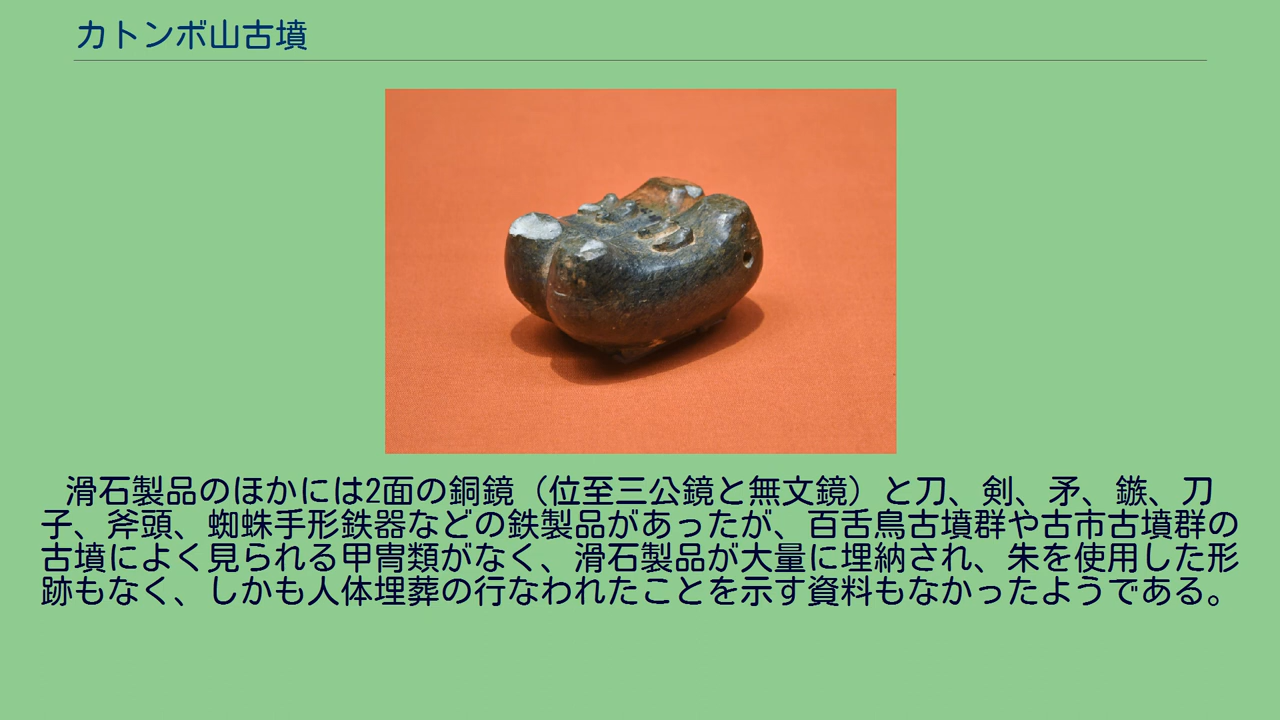 カトンボ山古墳
滑石製品のほかには2面の銅鏡（位至三公鏡と無文鏡）と刀、剣、矛、鏃、刀
子、斧頭、蜘蛛手形鉄器などの鉄製品があったが、百舌鳥古墳群や古市古墳群の
古墳によく見られる甲冑類がなく、滑石製品が大量に埋納され、朱を使用した形
跡もなく、しかも人体埋葬の行なわれたことを示す資料もなかったようである。